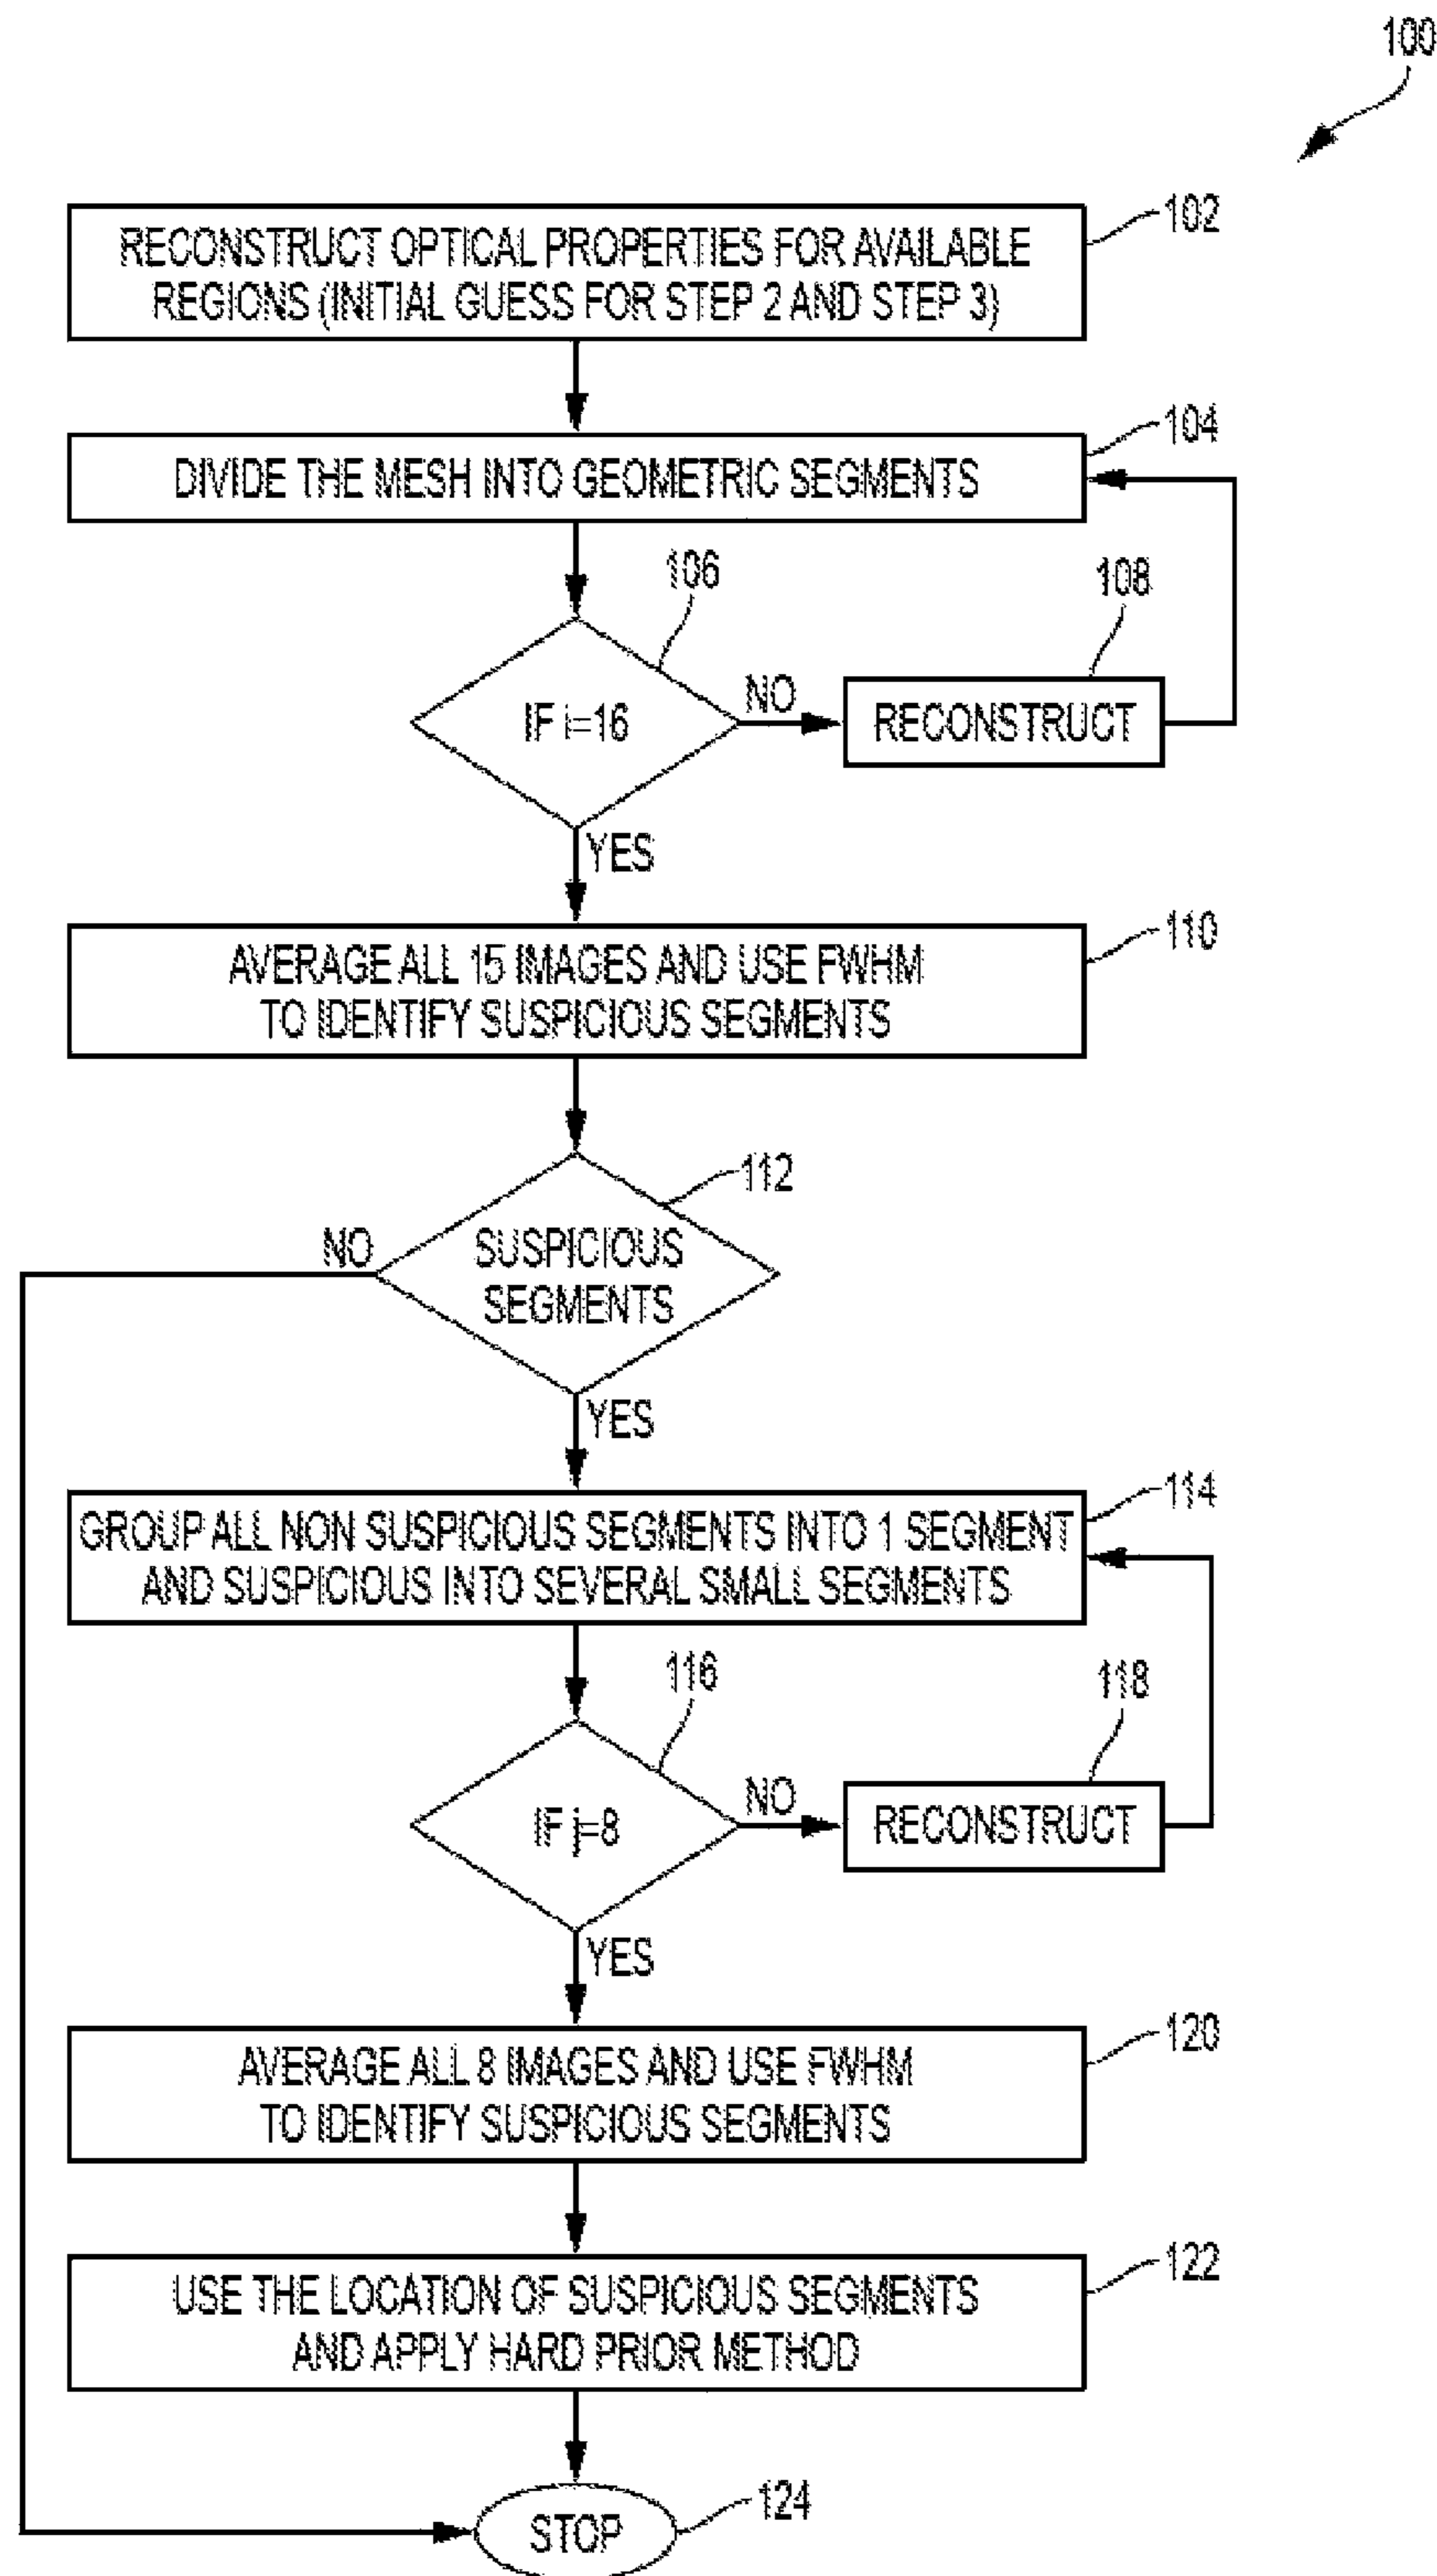 100
102
RECONSTRUCT OPTICAL PROPERTIES FOR AVAILABLE
REGIONS (INITIAL GUESS FOR STEP 2 AND STEP 3)
104
DIVIDE THE MESH INTO GEOMETRIC SEGMENTS
106
108
IF i=16
NO
RECONSTRUCT
YES
110
AVERAGE ALL 15 IMAGES AND USE FWHM
TO IDENTIFY SUSPICIOUS SEGMENTS
112
NO
SUSPICIOUS
SEGMENTS
YES
114
GROUP ALL NON SUSPICIOUS SEGMENTS INTO 1 SEGMENT
AND SUSPICIOUS INTO SEVERAL SMALL SEGMENTS
116
118
IF j=8
NO
RECONSTRUCT
YES
120
AVERAGE ALL 8 IMAGES AND USE FWHM
TO IDENTIFY SUSPICIOUS SEGMENTS
122
USE THE LOCATION OF SUSPICIOUS SEGMENTS
AND APPLY HARD PRIOR METHOD
124
STOP